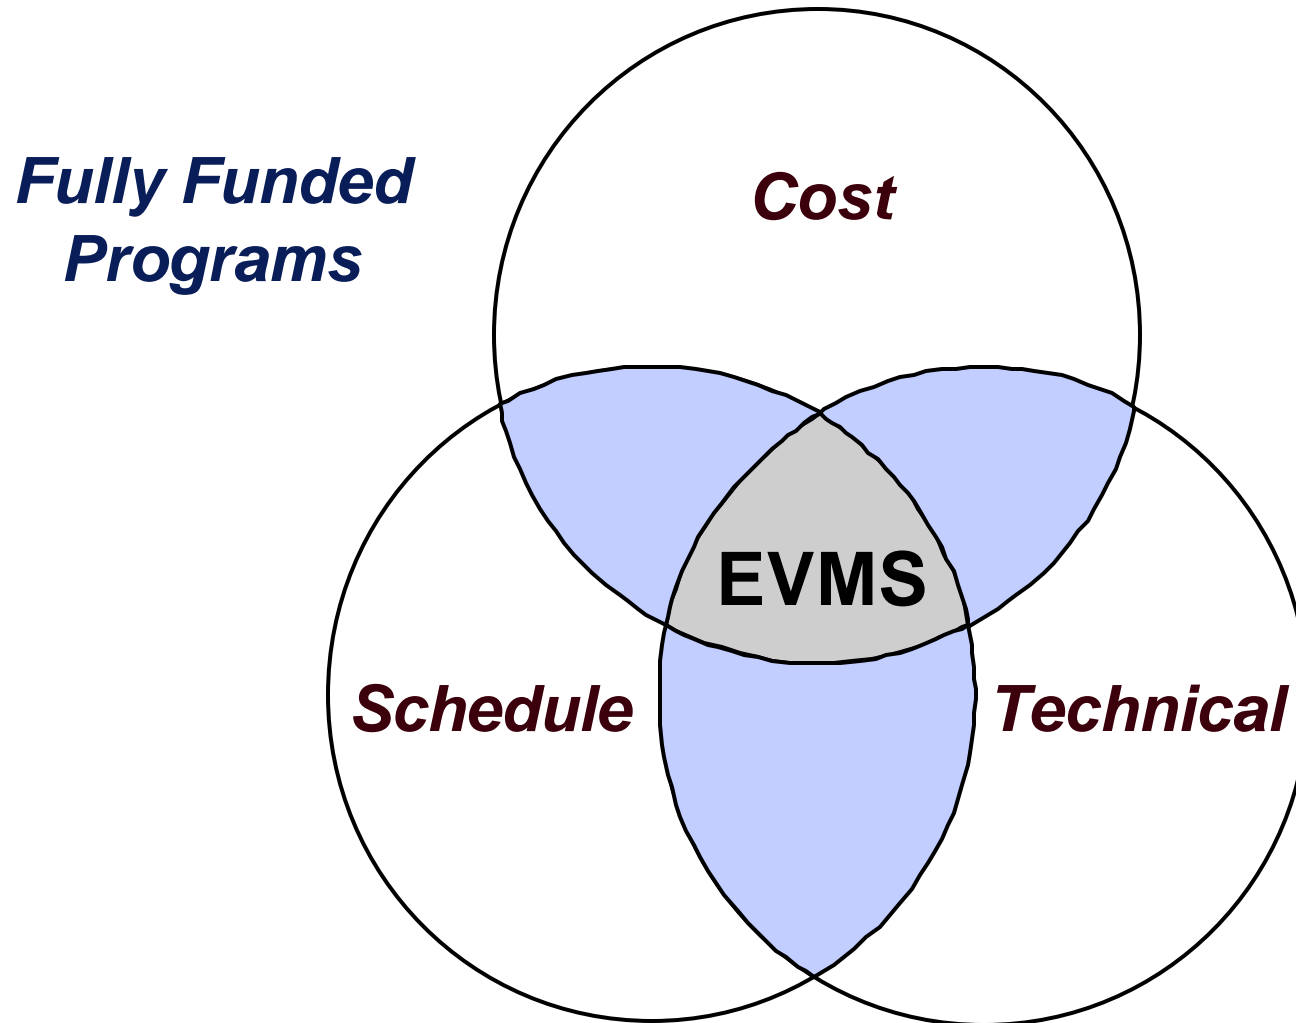 Fully Funded
Programs
Cost
EVMS
Schedule
Technical